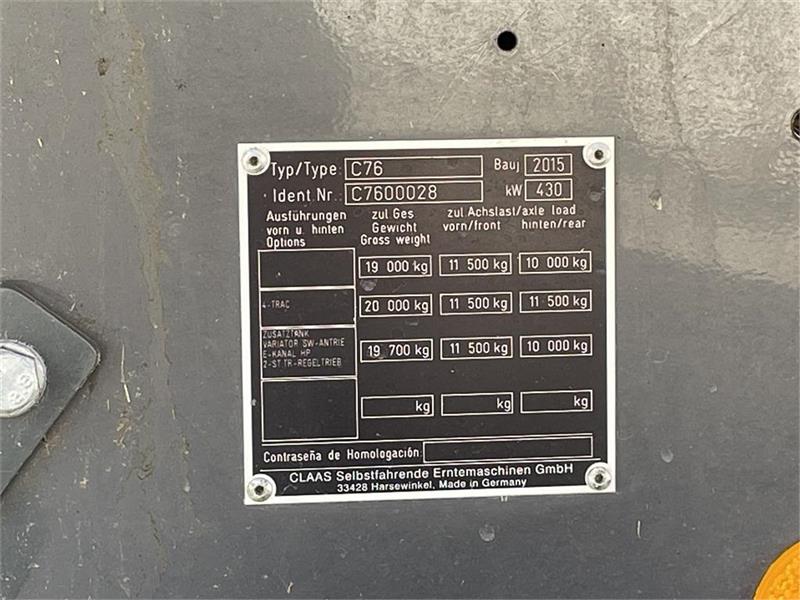 Typ/Type: C76 Bauj 2015
Ident.Nr.: C7600028 kW 430
Ausführungen vorn u. hinten Options
zul Ges Gewicht Gross weight
zul Achslast/axle load
vorn/front hinten/rear
19 000 kg 11 500 kg 10 000 kg
4-TRAC 20 000 kg 11 500 kg 11 500 kg
ZUSATZTANK
VARIATOR SW-ANTRIE
E-KANAL HP
2-ST.TR-REGELTRIEB
19 700 kg 11 500 kg 10 000 kg
kg kg kg
Contraseña de Homologación:
CLAAS Selbstfahrende Erntemaschinen GmbH
33428 Harsewinkel, Made in Germany